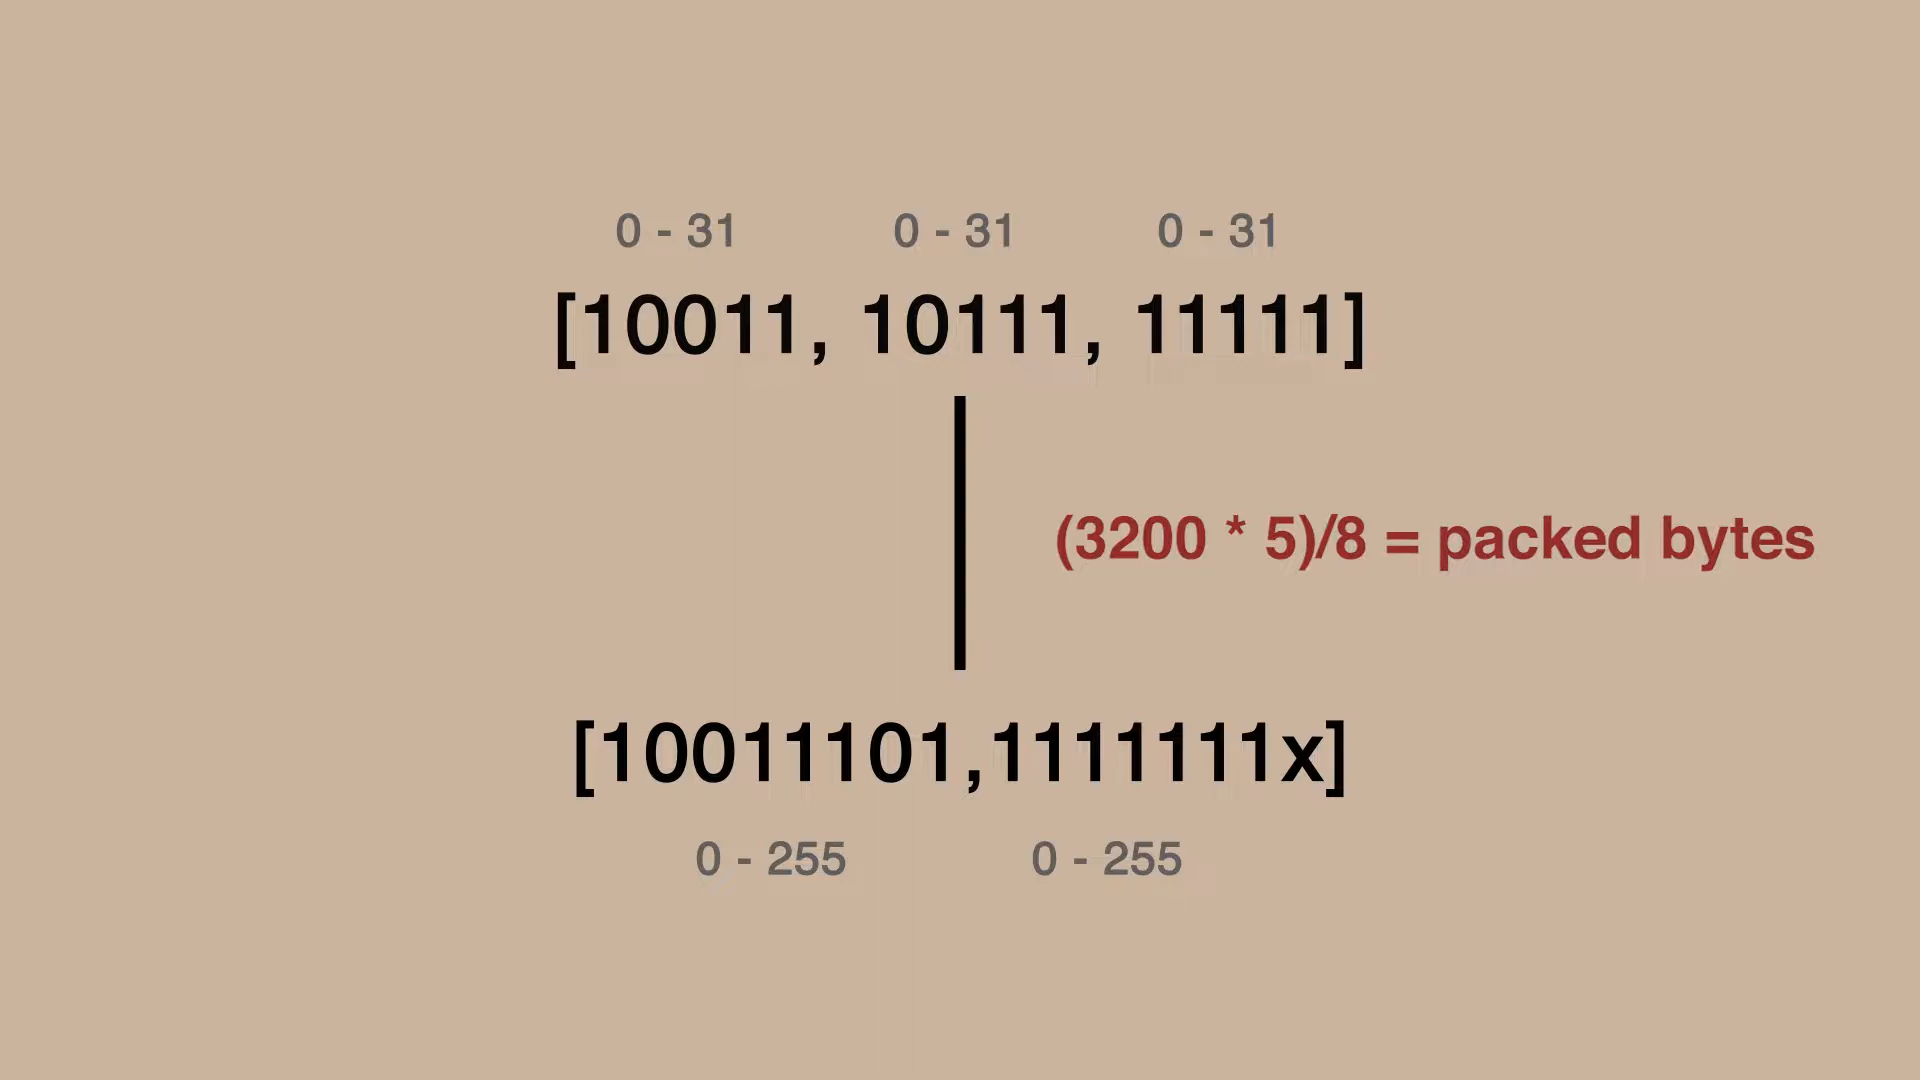 0 - 31 0 - 31 0 - 31
[10011, 10111, 11111]
(3200 * 5)/8 = packed bytes
[10011101,1111111x]
0 - 255 0 - 255